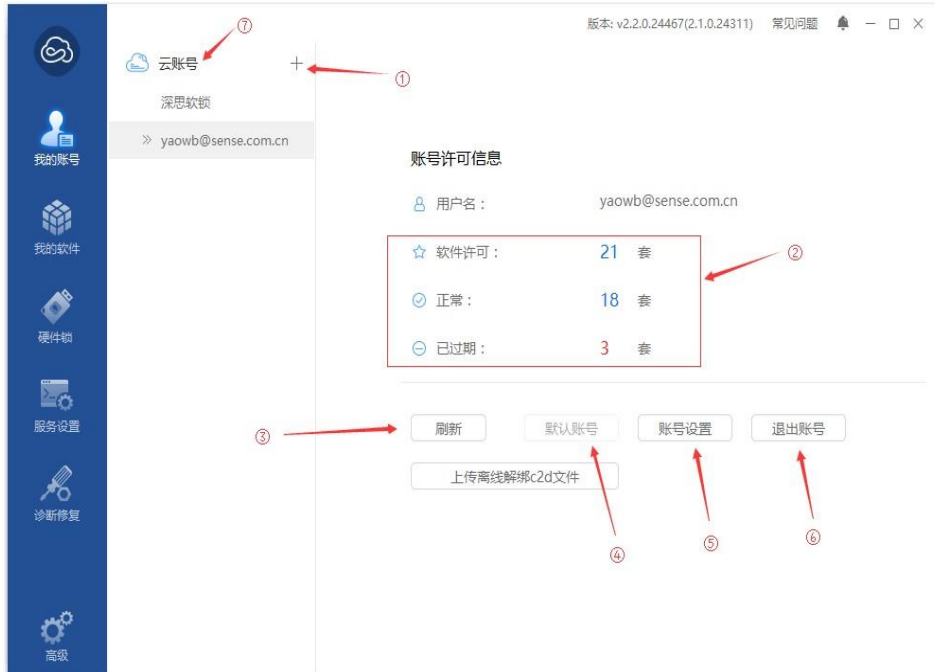 版本: v2.2.0.24467(2.1.0.24311) 常见问题
⑦
云账号
①
深思软锁
我的账号
yaowb@sense.com.cn
账号许可信息
用户名： yaowb@sense.com.cn
我的软件
软件许可： 21 套
②
正常： 18 套
硬件锁
已过期： 3 套
服务设置
③
刷新 默认账号 账号设置 退出账号
上传离线解绑c2d文件
诊断修复
④
⑤
⑥
高级